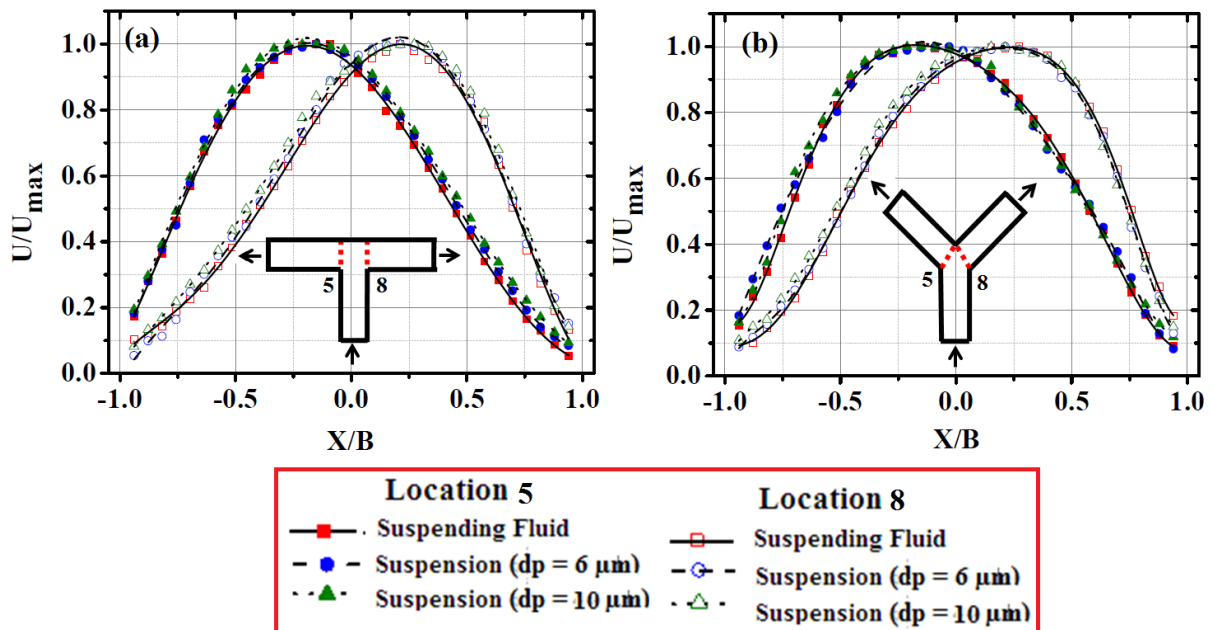 (a)
U/Umax
1.0
0.8
0.6
0.4
0.2
0.0
5 8
-1.0 -0.5 0.0 0.5 1.0
X/B
(b)
U/Umax
1.0
0.8
0.6
0.4
0.2
0.0
5 8
-1.0 -0.5 0.0 0.5 1.0
X/B
Location 5
Suspending Fluid
Suspension (dp = 6 µm)
Suspension (dp = 10 µm)
Location 8
Suspending Fluid
Suspension (dp = 6 µm)
Suspension (dp = 10 µm)